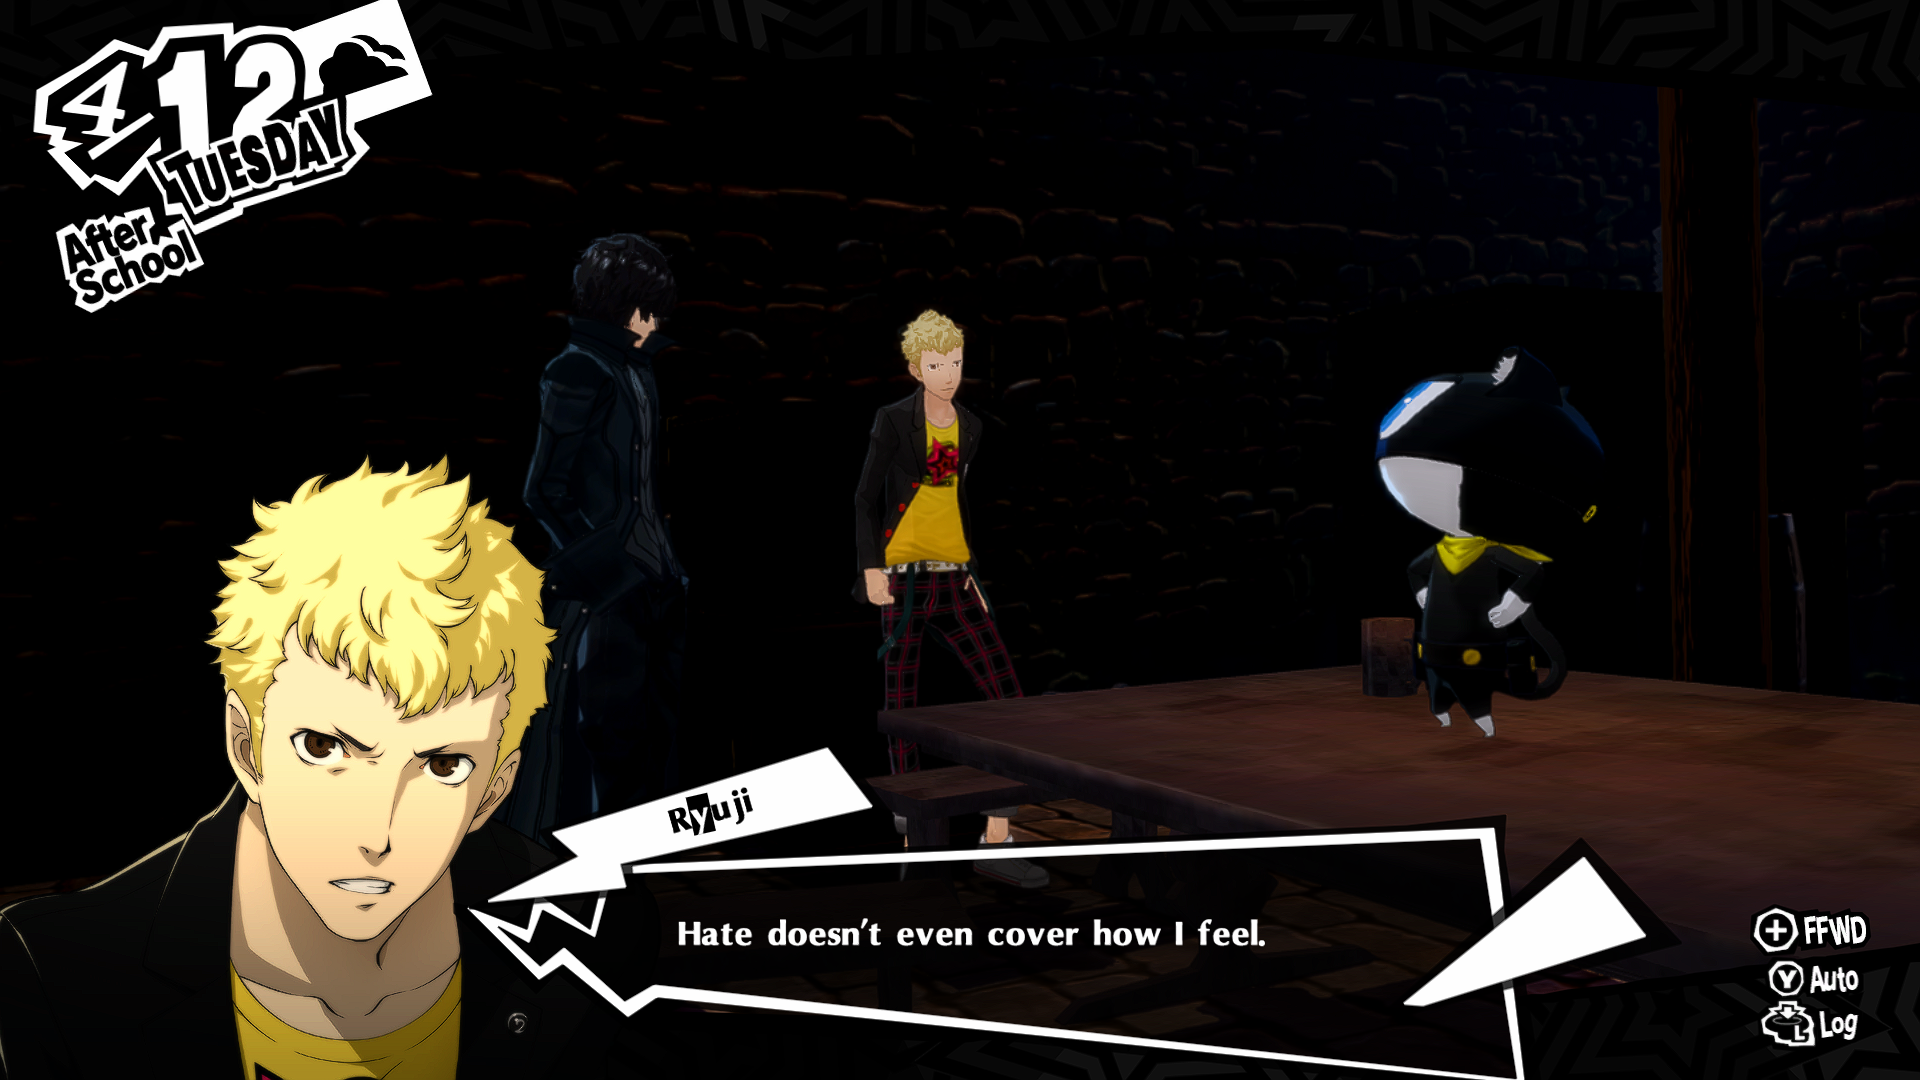 4/12
TUESDAY
After
School
Ryuji
Hate doesn't even cover how I feel.
+ FFWD
Y Auto
L Log